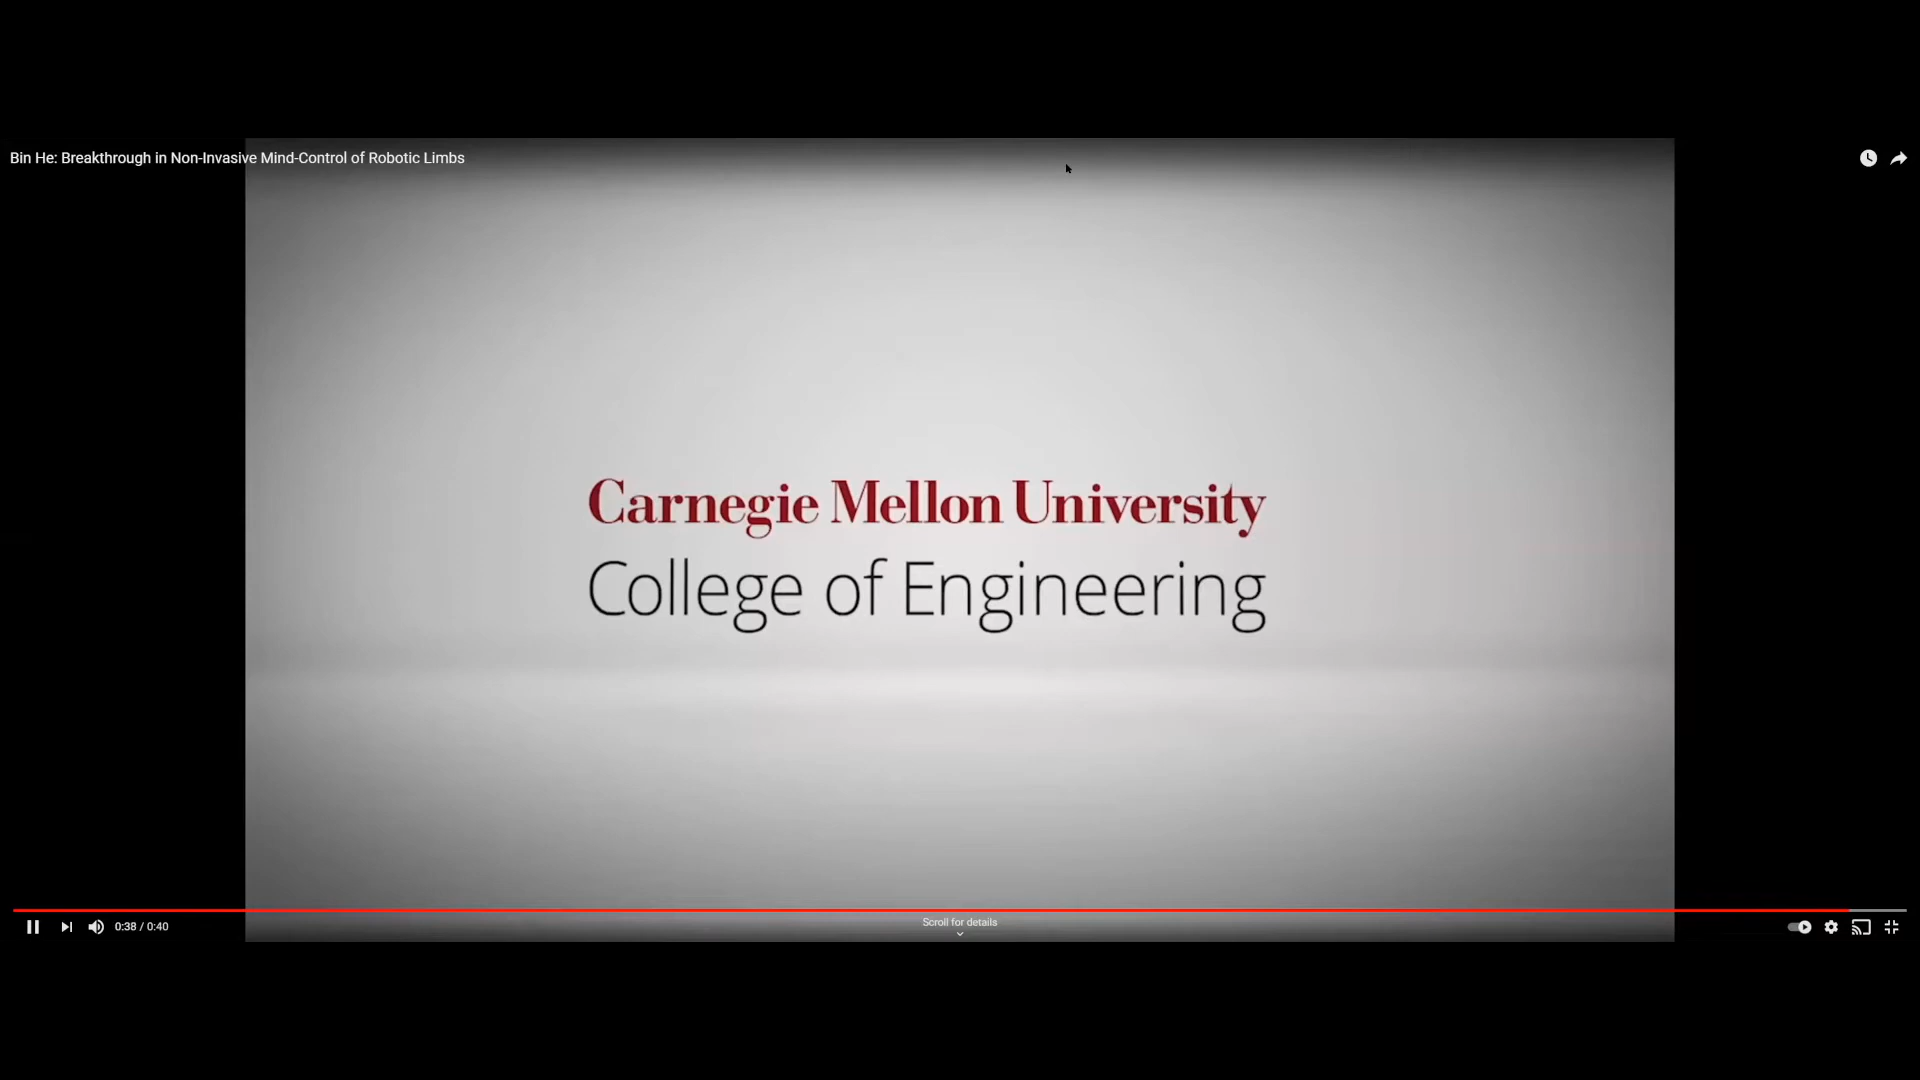 Bin He: Breakthrough in Non-Invasive Mind-Control of Robotic Limbs
Carnegie Mellon University
College of Engineering
0:38 / 0:40
Scroll for details